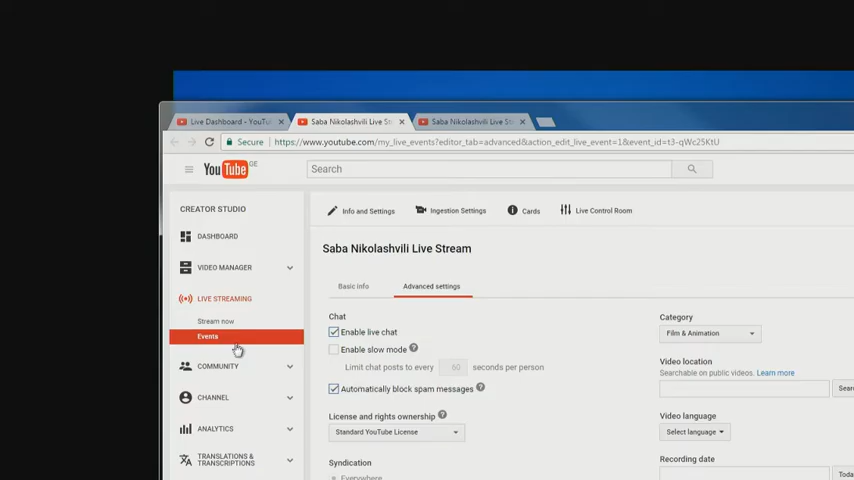 Live Dashboard - YouTu
Saba Nikolashvili Live Stre
Saba Nikolashvili Live St
Secure
https://www.youtube.com/my_live_events?editor_tab=advanced&action_edit_live_event=1&event_id=t3-qWc25KtU
YouTube GE
Search
CREATOR STUDIO
Info and Settings
Ingestion Settings
Cards
Live Control Room
DASHBOARD
Saba Nikolashvili Live Stream
VIDEO MANAGER
Basic info
Advanced settings
LIVE STREAMING
Chat
Category
Stream now
Enable live chat
Film & Animation
Events
Enable slow mode ?
Video location
COMMUNITY
Limit chat posts to every 60 seconds per person
Searchable on public videos. Learn more
Automatically block spam messages ?
Sear
CHANNEL
License and rights ownership ?
Video language
ANALYTICS
Standard YouTube License
Select language
TRANSLATIONS &
TRANSCRIPTIONS
Syndication
Recording date
Everywhere
Toda